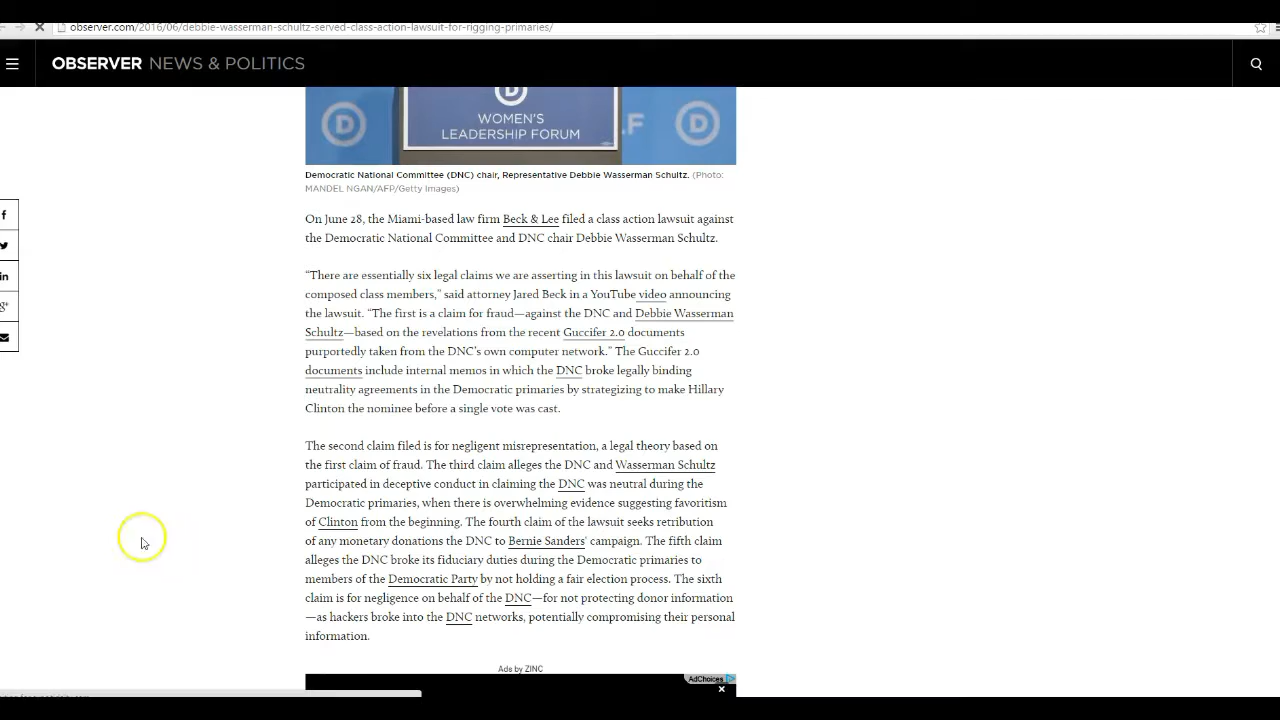 observer.com/2016/06/debbie-wasserman-schultz-served-class-action-lawsuit-for-rigging-primaries/
OBSERVER NEWS & POLITICS
WOMEN'S
LEADERSHIP FORUM
Democratic National Committee (DNC) chair, Representative Debbie Wasserman Schultz. (Photo:
MANDEL NGAN/AFP/Getty Images)
On June 28, the Miami-based law firm Beck & Lee filed a class action lawsuit against
the Democratic National Committee and DNC chair Debbie Wasserman Schultz.
“There are essentially six legal claims we are asserting in this lawsuit on behalf of the
composed class members,” said attorney Jared Beck in a YouTube video announcing
the lawsuit. “The first is a claim for fraud—against the DNC and Debbie Wasserman
Schultz—based on the revelations from the recent Guccifer 2.0 documents
purportedly taken from the DNC’s own computer network.” The Guccifer 2.0
documents include internal memos in which the DNC broke legally binding
neutrality agreements in the Democratic primaries by strategizing to make Hillary
Clinton the nominee before a single vote was cast.
The second claim filed is for negligent misrepresentation, a legal theory based on
the first claim of fraud. The third claim alleges the DNC and Wasserman Schultz
participated in deceptive conduct in claiming the DNC was neutral during the
Democratic primaries, when there is overwhelming evidence suggesting favoritism
of Clinton from the beginning. The fourth claim of the lawsuit seeks retribution
of any monetary donations the DNC to Bernie Sanders’ campaign. The fifth claim
alleges the DNC broke its fiduciary duties during the Democratic primaries to
members of the Democratic Party by not holding a fair election process. The sixth
claim is for negligence on behalf of the DNC—for not protecting donor information
—as hackers broke into the DNC networks, potentially compromising their personal
information.
Ads by ZINC
AdChoices